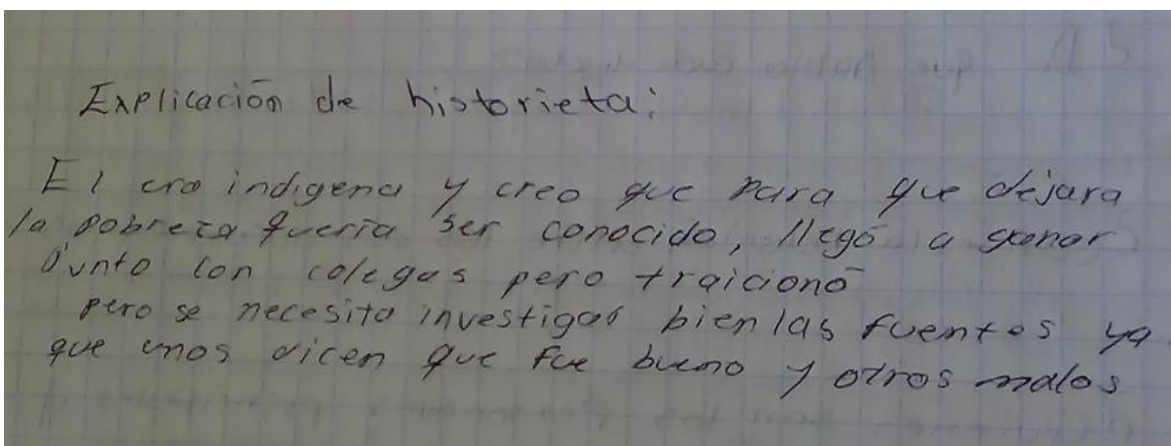 Explicación de historieta:
El era indigena y creo que para que dejara
la pobreza queria ser conocido, llegó a ganar
junto con colegas pero traicionó
pero se necesita investigar bien las fuentes ya
que unos dicen que fue bueno y otros malos